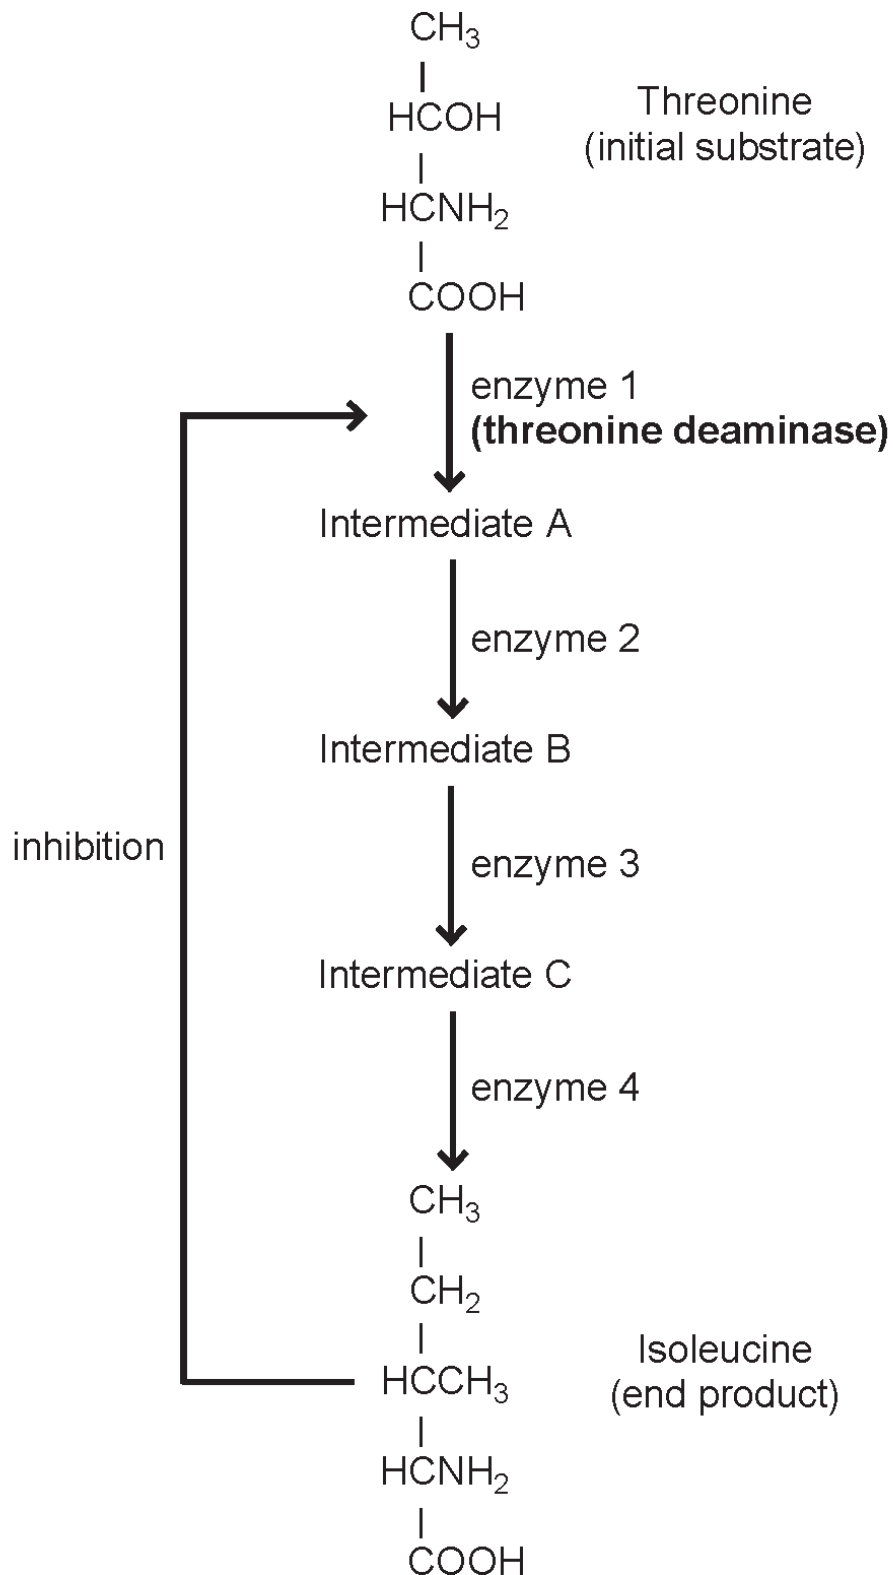 CH₃
HCOH
Threonine
(initial substrate)
HCNH₂
COOH
enzyme 1
(threonine deaminase)
Intermediate A
enzyme 2
Intermediate B
inhibition
enzyme 3
Intermediate C
enzyme 4
CH₃
CH₂
Isoleucine
(end product)
HCCH₃
HCNH₂
COOH